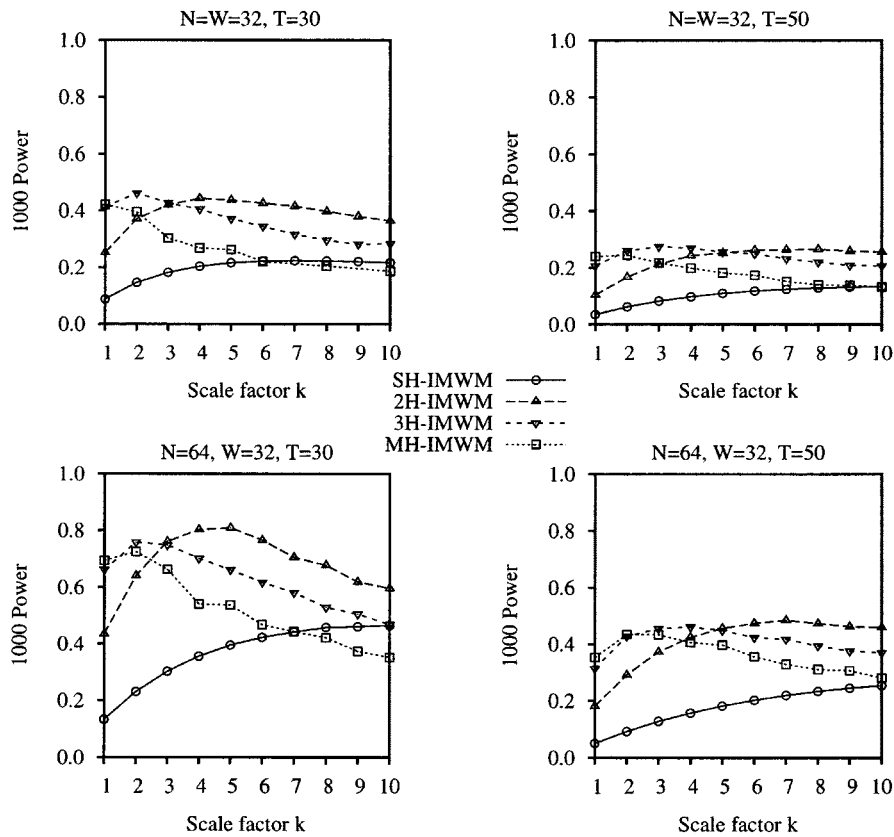 N=W=32, T=30
1.0
0.8
0.6
0.4
0.2
0.0
1000 Power
1 2 3 4 5 6 7 8 9 10
Scale factor k
N=W=32, T=50
1.0
0.8
0.6
0.4
0.2
0.0
1000 Power
1 2 3 4 5 6 7 8 9 10
Scale factor k
SH-IMWM
2H-IMWM
3H-IMWM
MH-IMWM
N=64, W=32, T=30
1.0
0.8
0.6
0.4
0.2
0.0
1000 Power
1 2 3 4 5 6 7 8 9 10
Scale factor k
N=64, W=32, T=50
1.0
0.8
0.6
0.4
0.2
0.0
1000 Power
1 2 3 4 5 6 7 8 9 10
Scale factor k